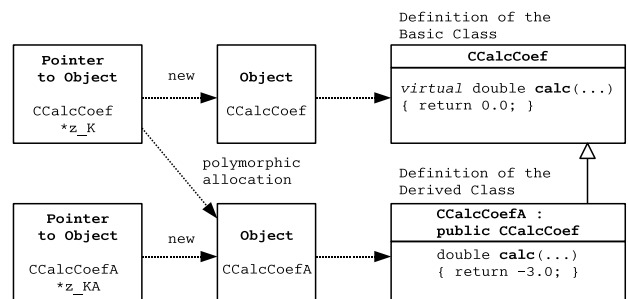 Definition of the
Basic Class
Pointer
to Object
CCalcCoef
*z_K
new
Object
CCalcCoef
CCalcCoef
virtual double calc(...)
{ return 0.0; }
polymorphic
allocation
Definition of the
Derived Class
Pointer
to Object
CCalcCoefA
*z_KA
new
Object
CCalcCoefA
CCalcCoefA :
public CCalcCoef
double calc(...)
{ return -3.0; }